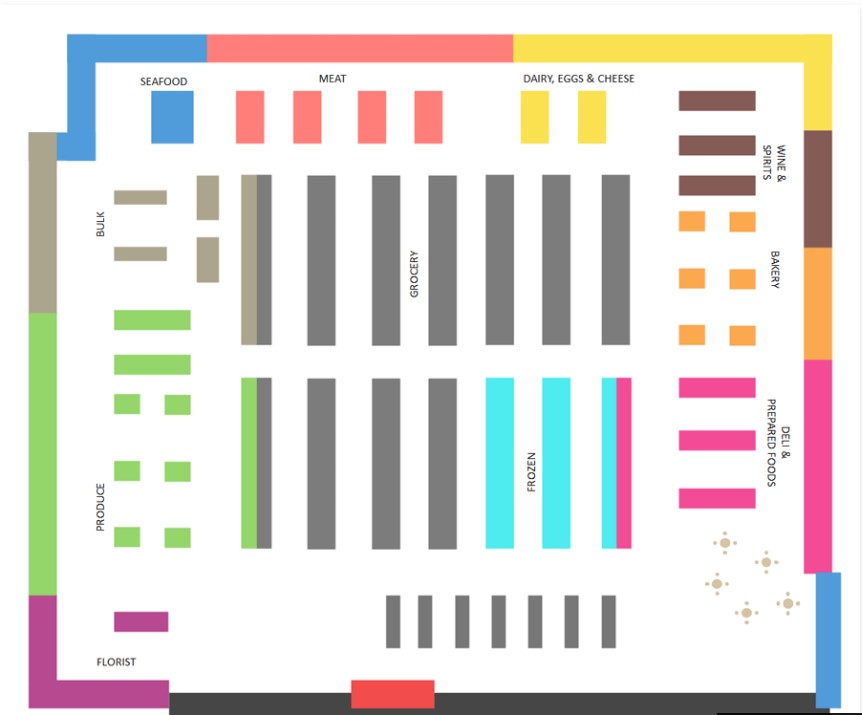 SEAFOOD
MEAT
DAIRY, EGGS & CHEESE
WINE &
SPIRITS
BULK
GROCERY
BAKERY
DELI &
PREPARED FOODS
FROZEN
PRODUCE
FLORIST